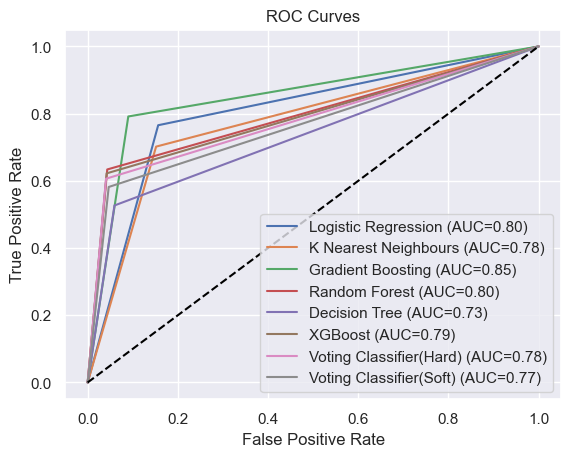 ROC Curves
True Positive Rate
1.0
0.8
0.6
0.4
0.2
0.0
Logistic Regression (AUC=0.80)
K Nearest Neighbours (AUC=0.78)
Gradient Boosting (AUC=0.85)
Random Forest (AUC=0.80)
Decision Tree (AUC=0.73)
XGBoost (AUC=0.79)
Voting Classifier(Hard) (AUC=0.78)
Voting Classifier(Soft) (AUC=0.77)
0.0 0.2 0.4 0.6 0.8 1.0
False Positive Rate